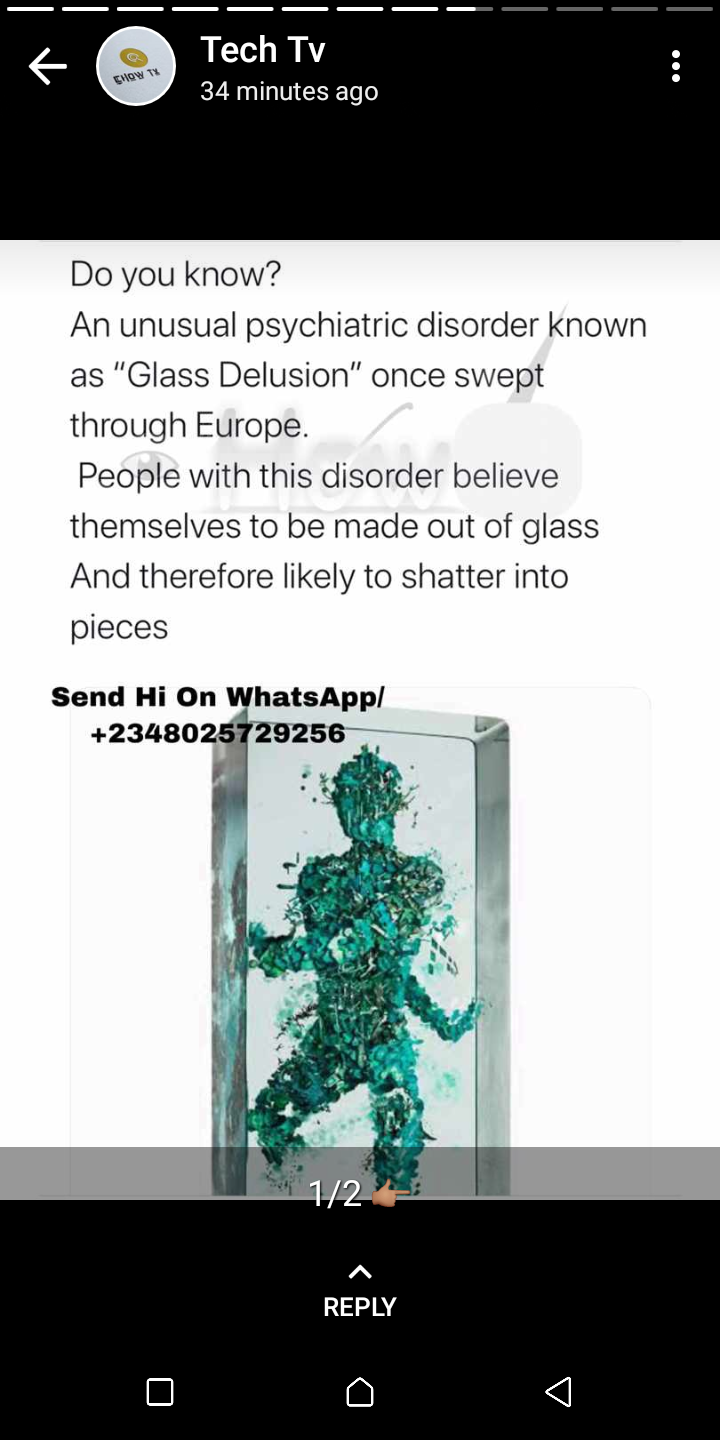 Tech Tv
34 minutes ago
Do you know?
An unusual psychiatric disorder known
as “Glass Delusion” once swept
through Europe.
People with this disorder believe
themselves to be made out of glass
And therefore likely to shatter into
pieces
Send Hi On WhatsApp/
+2348025729256
1/2 👉🏽
REPLY